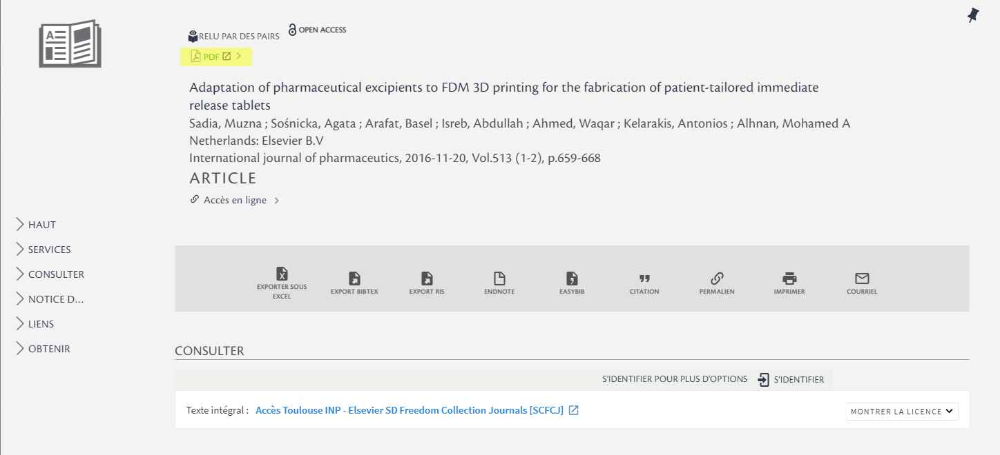 RELU PAR DES PAIRS
OPEN ACCESS
PDF
Adaptation of pharmaceutical excipients to FDM 3D printing for the fabrication of patient-tailored immediate
release tablets
Sadia, Muzna ; Sośnicka, Agata ; Arafat, Basel ; Isreb, Abdullah ; Ahmed, Waqar ; Kelarakis, Antonios ; Alhnan, Mohamed A
Netherlands: Elsevier B.V
International journal of pharmaceutics, 2016-11-20, Vol.513 (1-2), p.659-668
ARTICLE
Accès en ligne
HAUT
SERVICES
CONSULTER
NOTICE D...
LIENS
OBTENIR
EXPORTER SOUS
EXCEL
EXPORT BIBTEX
EXPORT RIS
ENDNOTE
EASYBIB
CITATION
PERMALIEN
IMPRIMER
COURRIEL
CONSULTER
S'IDENTIFIER POUR PLUS D'OPTIONS
S'IDENTIFIER
Texte intégral : Accès Toulouse INP - Elsevier SD Freedom Collection Journals [SCFCJ]
MONTRER LA LICENCE